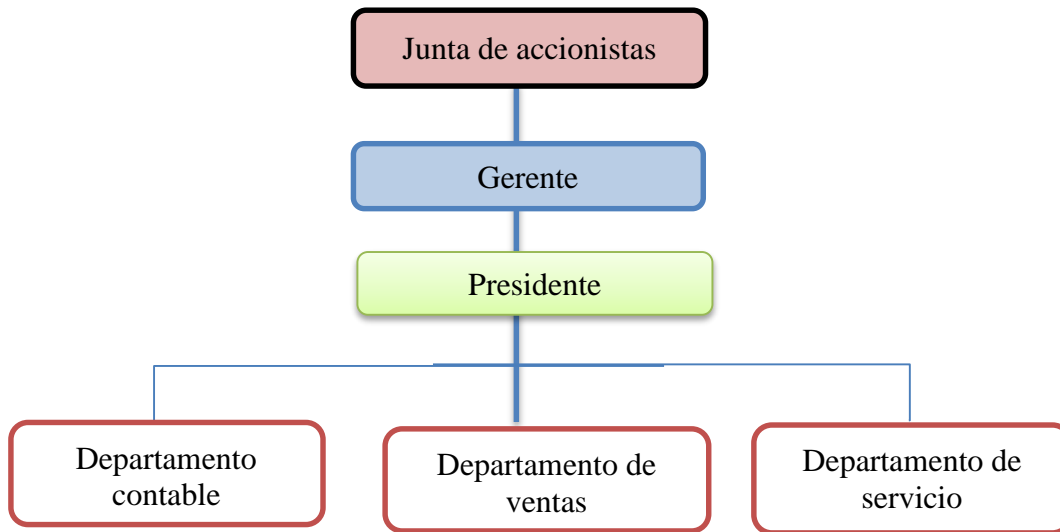 Junta de accionistas
Gerente
Presidente
Departamento
contable
Departamento de
ventas
Departamento de
servicio